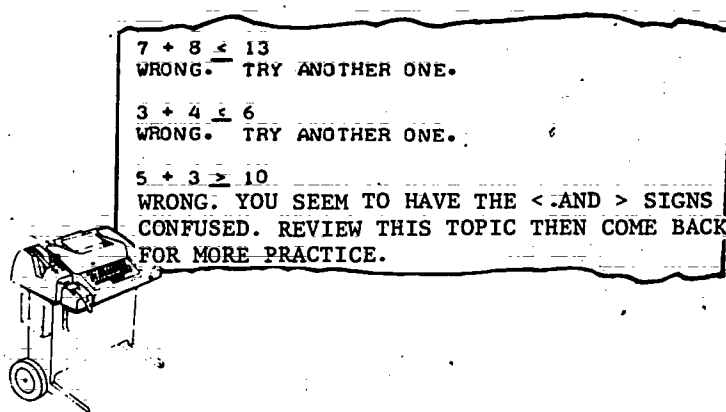 7 + 8 < 13
WRONG. TRY ANOTHER ONE.
3 + 4 < 6
WRONG. TRY ANOTHER ONE.
5 + 3 > 10
WRONG. YOU SEEM TO HAVE THE < AND > SIGNS
CONFUSED. REVIEW THIS TOPIC THEN COME BACK
FOR MORE PRACTICE.